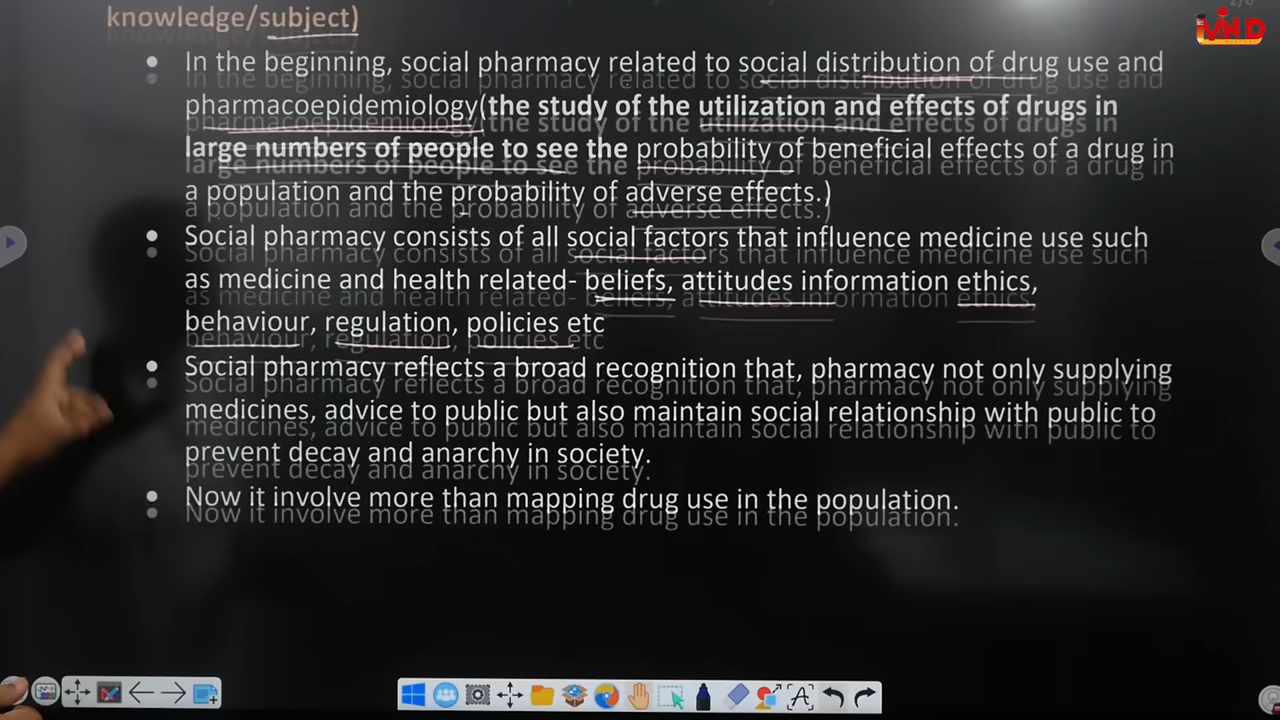 knowledge/subject)
• In the beginning, social pharmacy related to social distribution of drug use and
pharmacoepidemiology(the study of the utilization and effects of drugs in
large numbers of people to see the probability of beneficial effects of a drug in
a population and the probability of adverse effects.)
• Social pharmacy consists of all social factors that influence medicine use such
as medicine and health related- beliefs, attitudes information ethics,
behaviour, regulation, policies etc
• Social pharmacy reflects a broad recognition that, pharmacy not only supplying
medicines, advice to public but also maintain social relationship with public to
prevent decay and anarchy in society.
• Now it involve more than mapping drug use in the population.